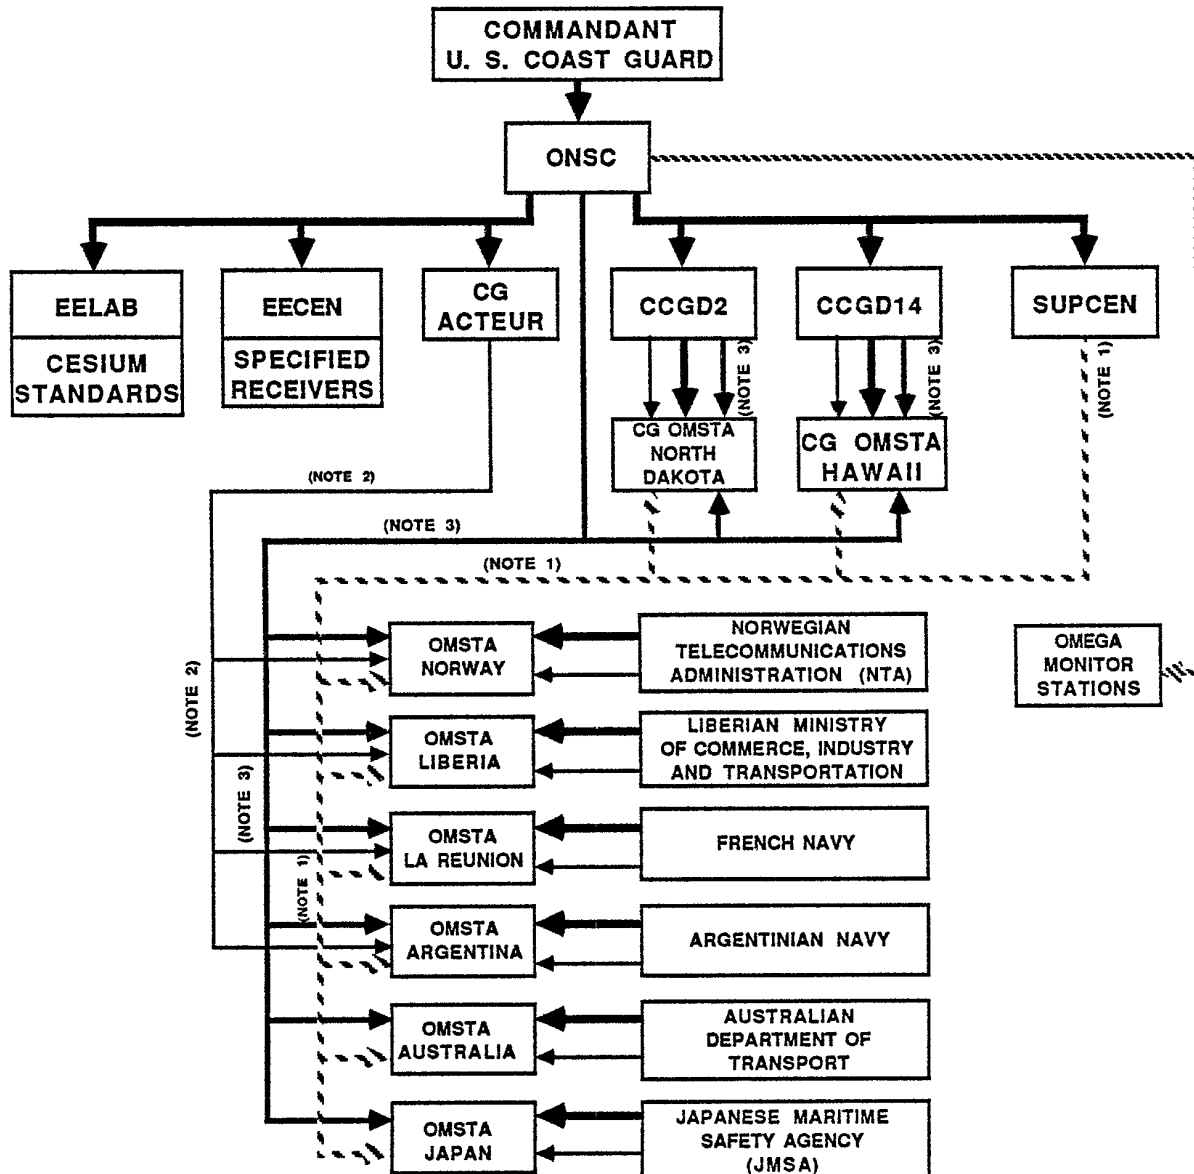 COMMANDANT
U. S. COAST GUARD
ONSC
EELAB
CESIUM
STANDARDS
EECEN
SPECIFIED
RECEIVERS
CG
ACTEUR
CCGD2
CCGD14
SUPCEN
(NOTE 3)
(NOTE 3)
(NOTE 1)
CG OMSTA
NORTH
DAKOTA
CG OMSTA
HAWAII
(NOTE 2)
(NOTE 3)
(NOTE 1)
(NOTE 2)
(NOTE 3)
(NOTE 1)
OMSTA
NORWAY
NORWEGIAN
TELECOMMUNICATIONS
ADMINISTRATION (NTA)
OMEGA
MONITOR
STATIONS
OMSTA
LIBERIA
LIBERIAN MINISTRY
OF COMMERCE, INDUSTRY
AND TRANSPORTATION
OMSTA
LA REUNION
FRENCH NAVY
OMSTA
ARGENTINA
ARGENTINIAN NAVY
OMSTA
AUSTRALIA
AUSTRALIAN
DEPARTMENT OF
TRANSPORT
OMSTA
JAPAN
JAPANESE MARITIME
SAFETY AGENCY
(JMSA)